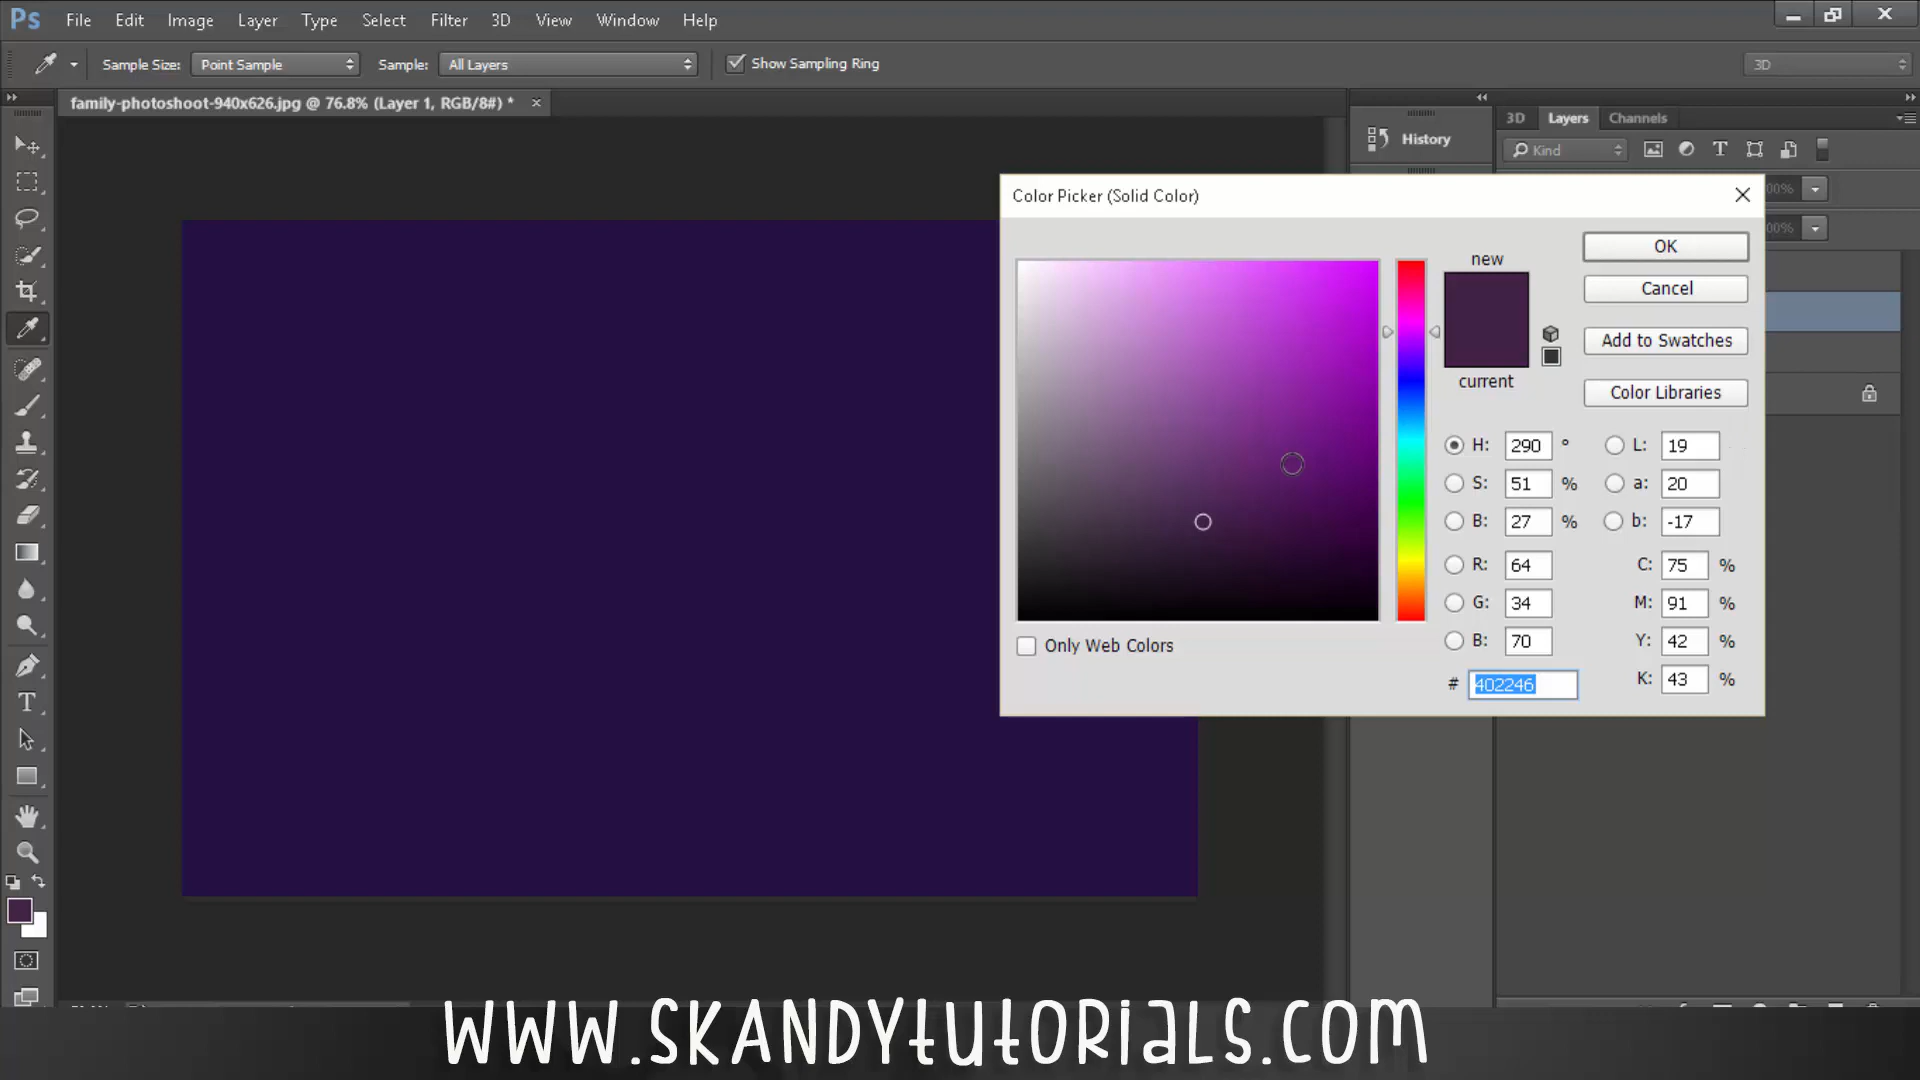 Ps File Edit Image Layer Type Select Filter 3D View Window Help
Sample Size: Point Sample Sample: All Layers Show Sampling Ring 3D
family-photoshoot-940x626.jpg @ 76.8% (Layer 1, RGB/8#) * ×
History
3D Layers Channels
Kind
00%
00%
Color Picker (Solid Color)
new
current
OK
Cancel
Add to Swatches
Color Libraries
H: 290 °
S: 51 %
B: 27 %
R: 64
G: 34
B: 70
# 402246
L: 19
a: 20
b: -17
C: 75 %
M: 91 %
Y: 42 %
K: 43 %
Only Web Colors
T
www.SKANDYtutoRials.com